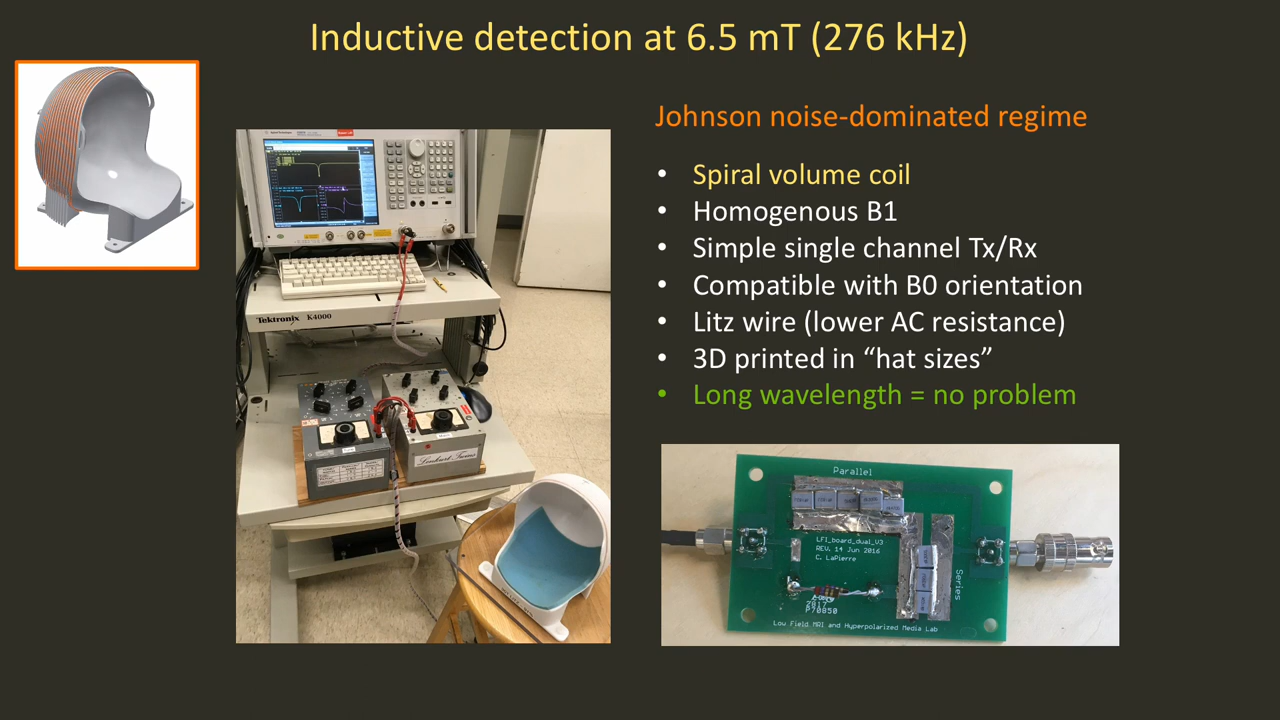 Inductive detection at 6.5 mT (276 kHz)
Johnson noise-dominated regime
• Spiral volume coil
• Homogenous B1
• Simple single channel Tx/Rx
• Compatible with B0 orientation
• Litz wire (lower AC resistance)
• 3D printed in “hat sizes”
• Long wavelength = no problem
Tektronix K4000
Lenkurt Twins
Parallel
LFI_board_dual_V3
REV. 14 Jun 2016
C. LaPierre
Series
P70850
Low Field MRI and Hyperpolarized Media Lab